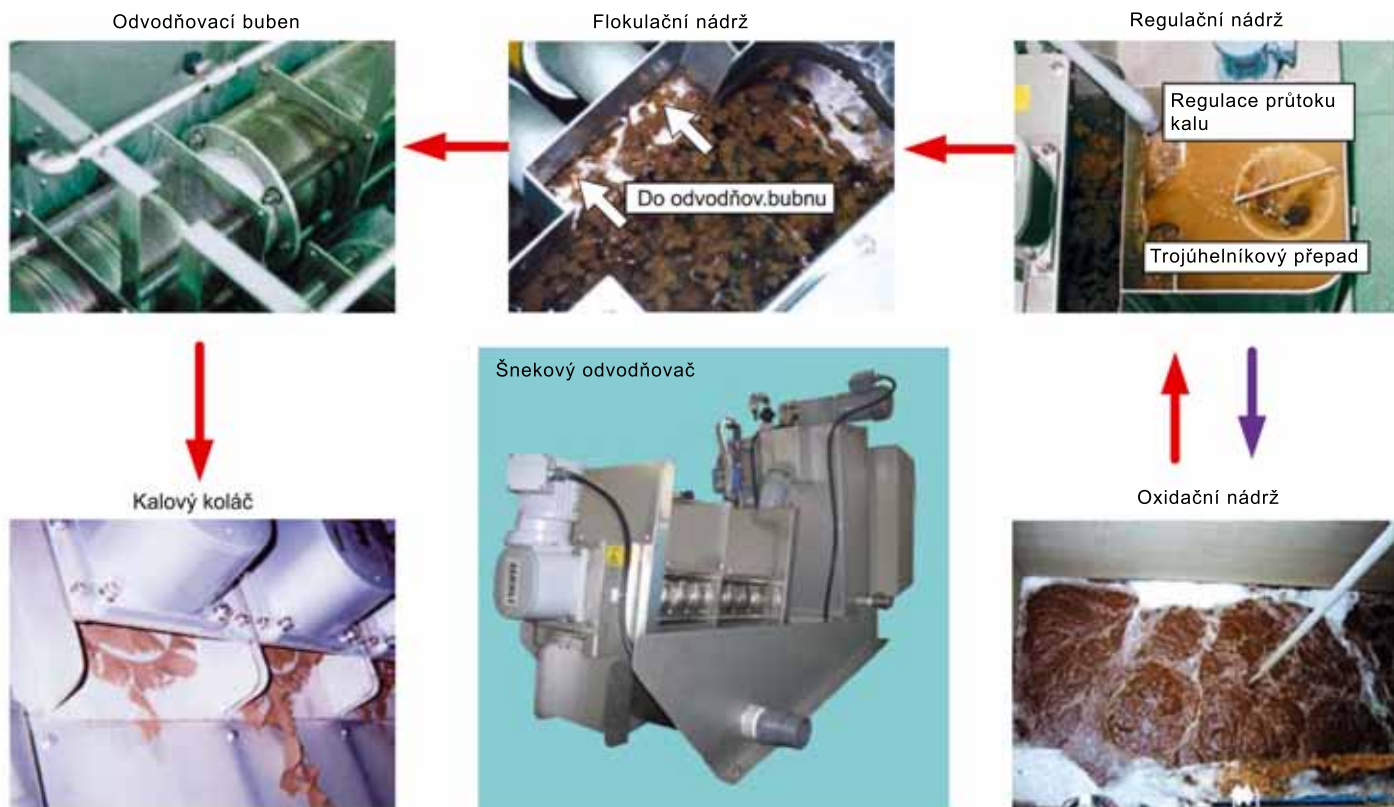 Odvodňovací buben
Flokulační nádrž
Regulační nádrž
Regulace průtoku
kalu
Do odvodňov.bubnu
Trojúhelníkový přepad
Šnekový odvodňovač
Kalový koláč
Oxidační nádrž